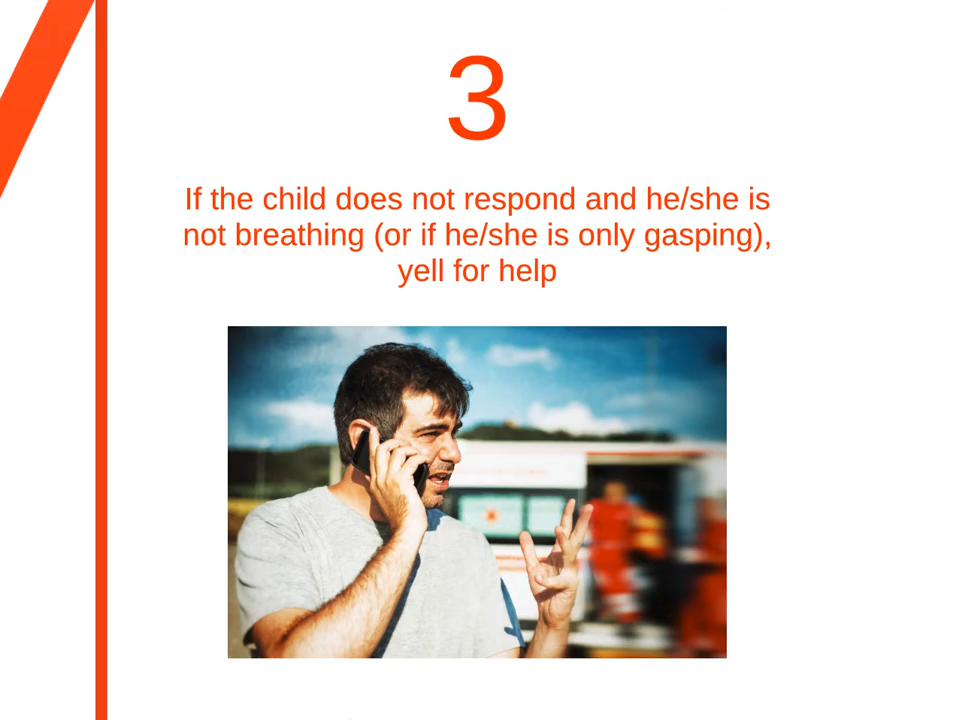 3
If the child does not respond and he/she is
not breathing (or if he/she is only gasping),
yell for help